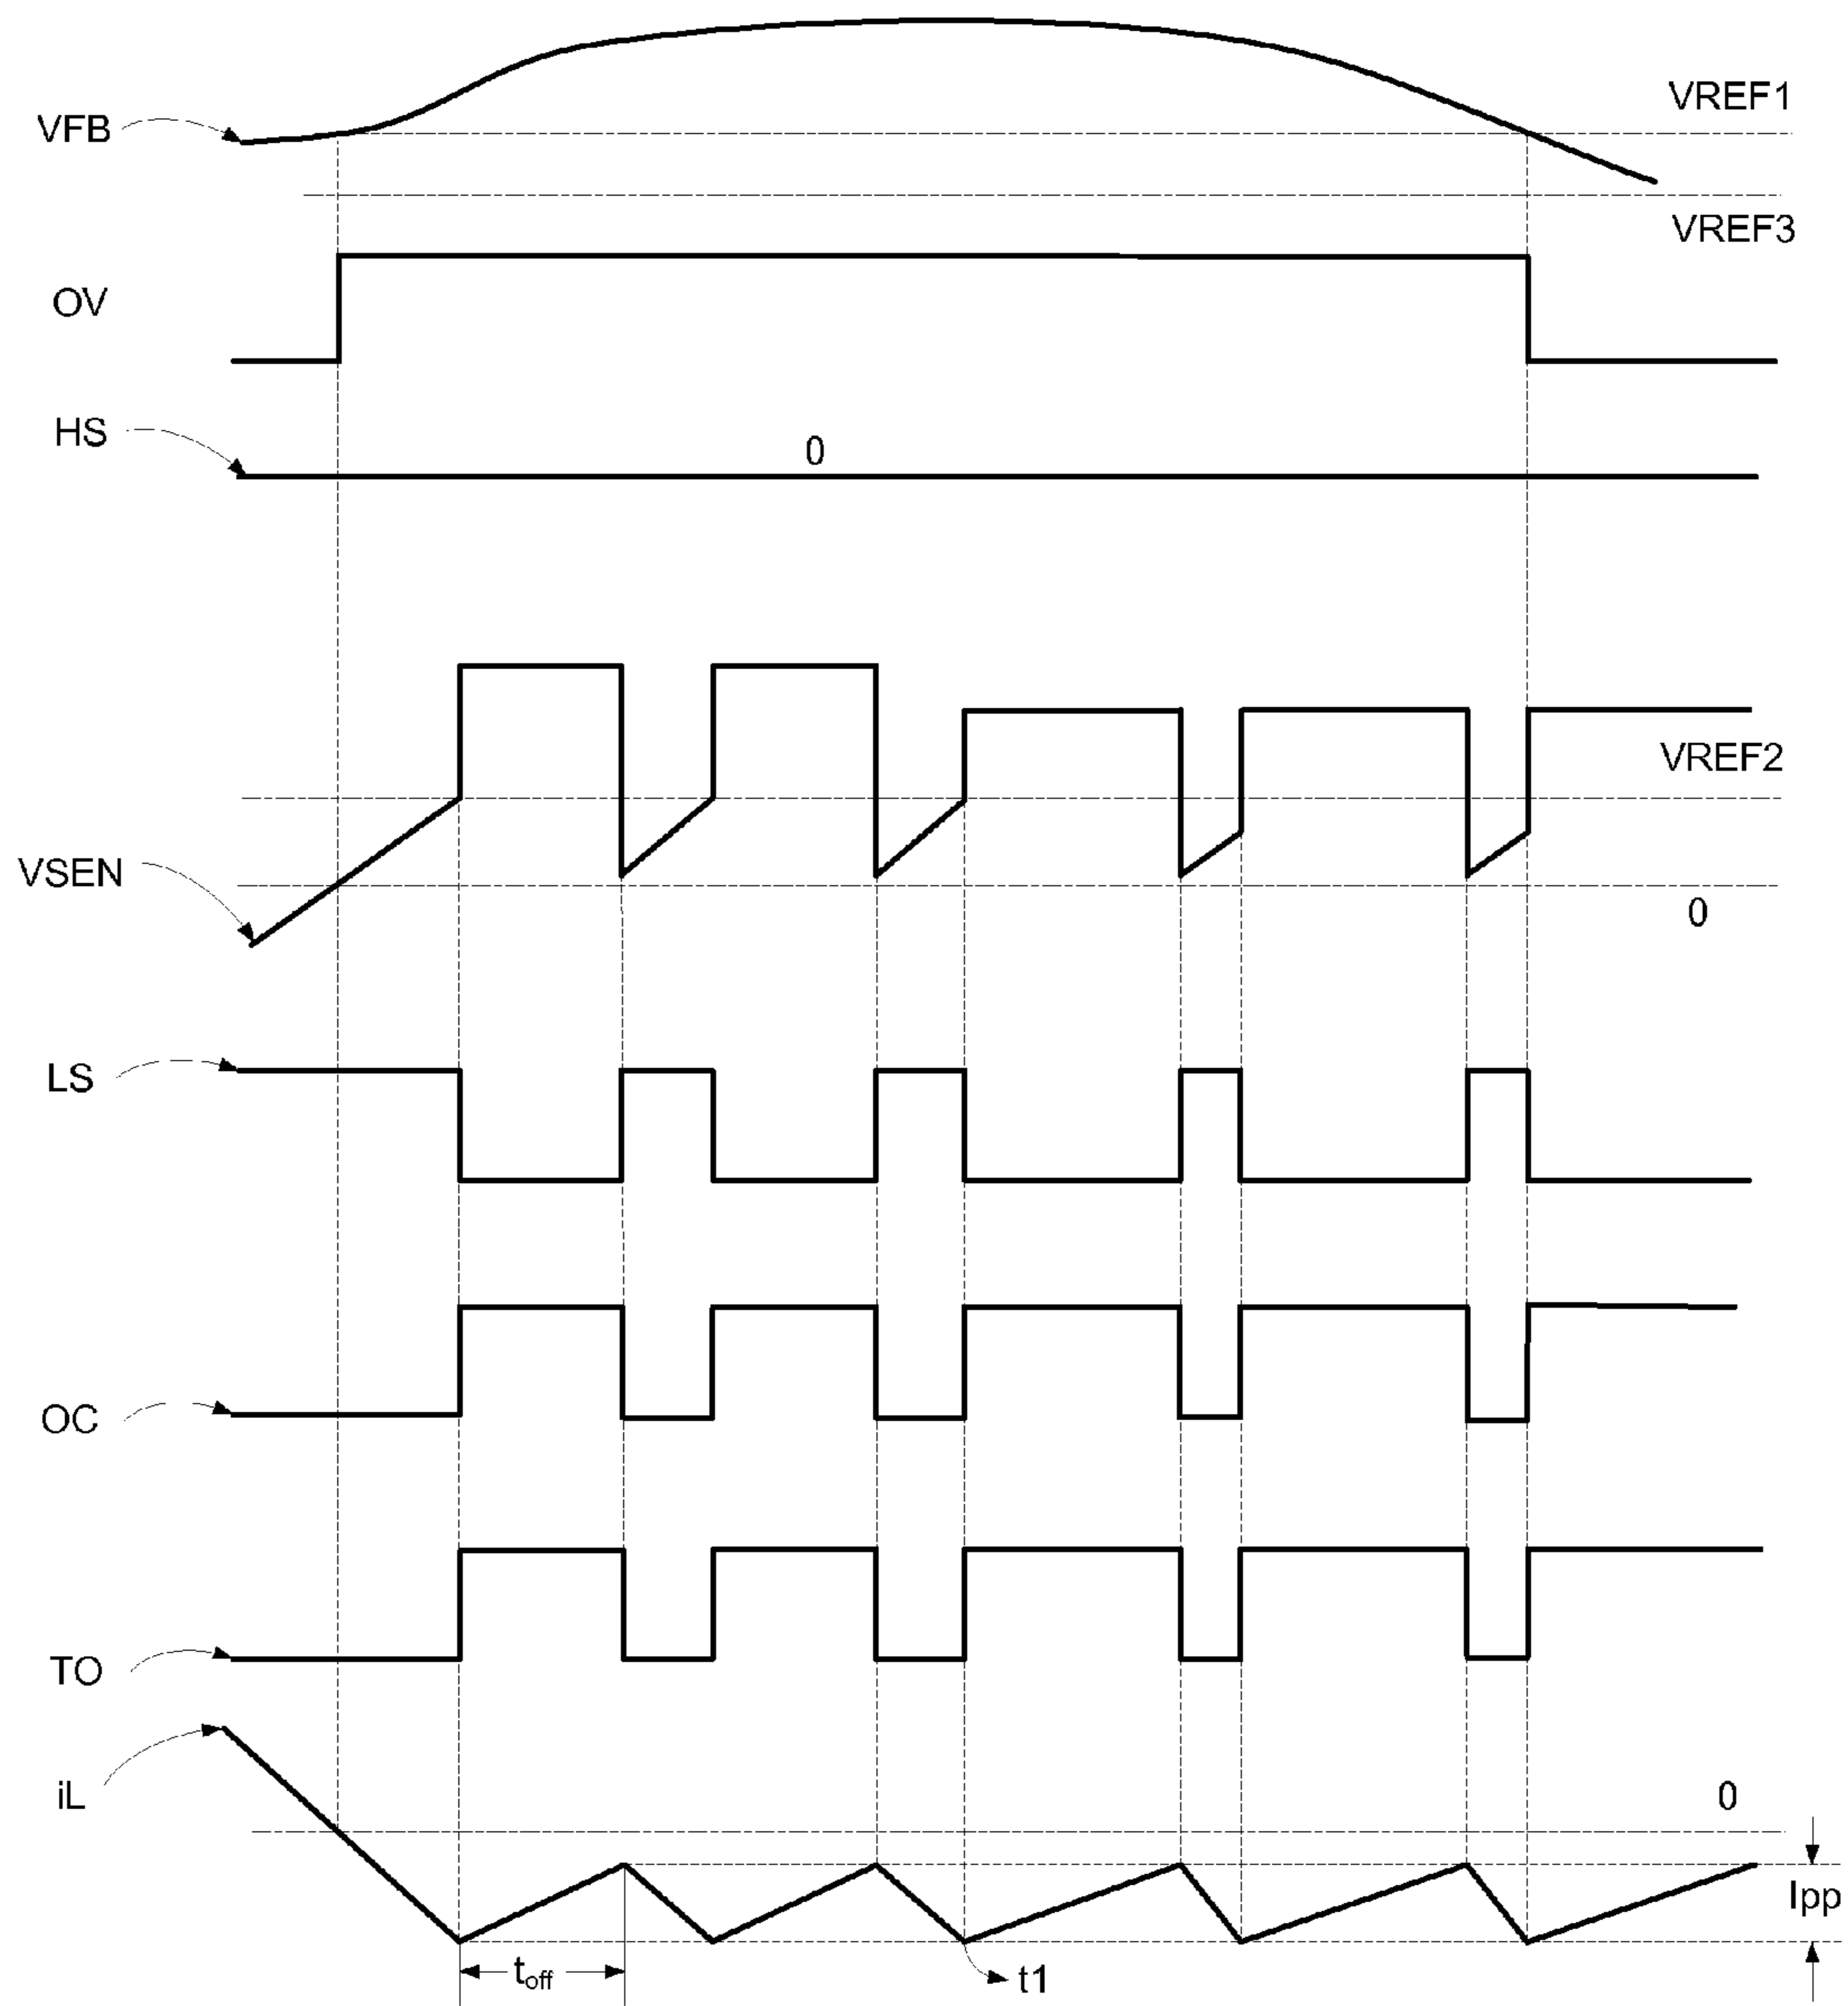 VREF1
VFB
VREF3
OV
HS
0
VREF2
VSEN
0
LS
OC
TO
iL
0
Ipp
toff
t1